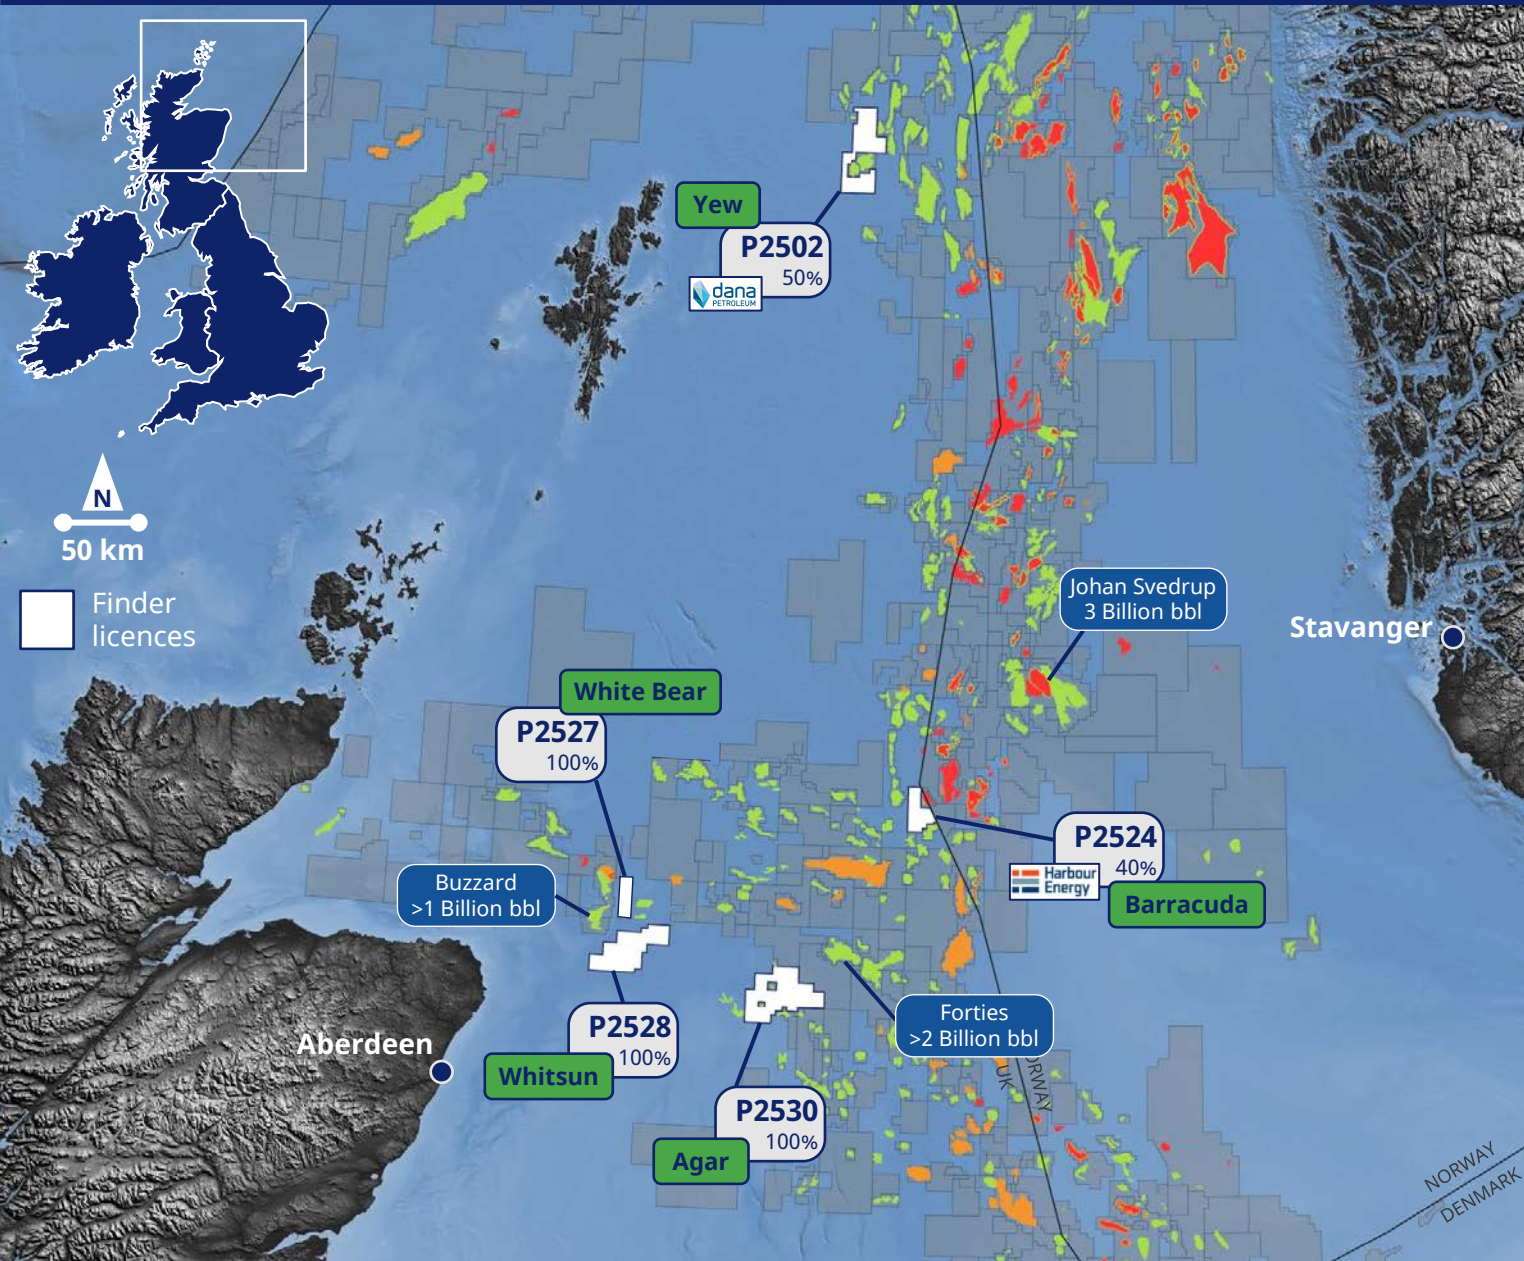 Yew
P2502
50%
dana
PETROLEUM
N
50 km
Finder
licences
Johan Svedrup
3 Billion bbl
Stavanger
White Bear
P2527
100%
P2524
40%
Harbour
Energy
Barracuda
Buzzard
>1 Billion bbl
Forties
>2 Billion bbl
Aberdeen
P2528
100%
Whitsun
P2530
100%
Agar
UK
ORWAY
NORWAY
DENMARK